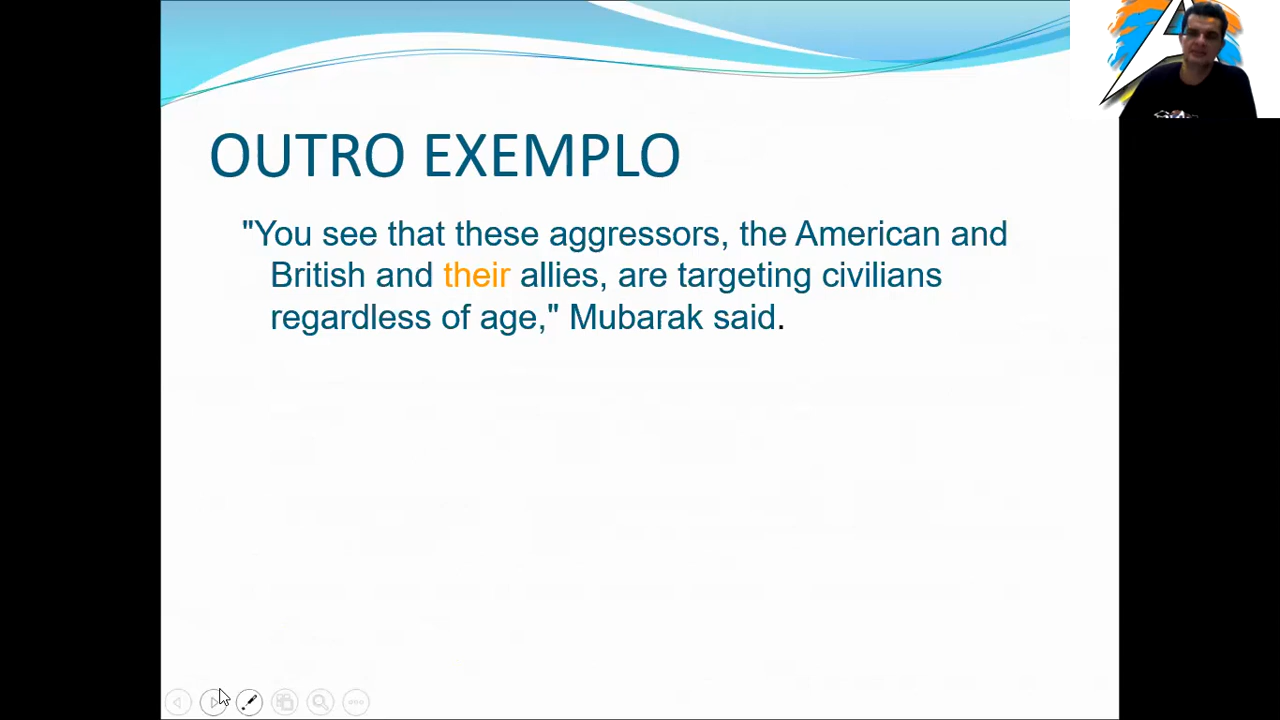 OUTRO EXEMPLO
"You see that these aggressors, the American and
British and their allies, are targeting civilians
regardless of age," Mubarak said.